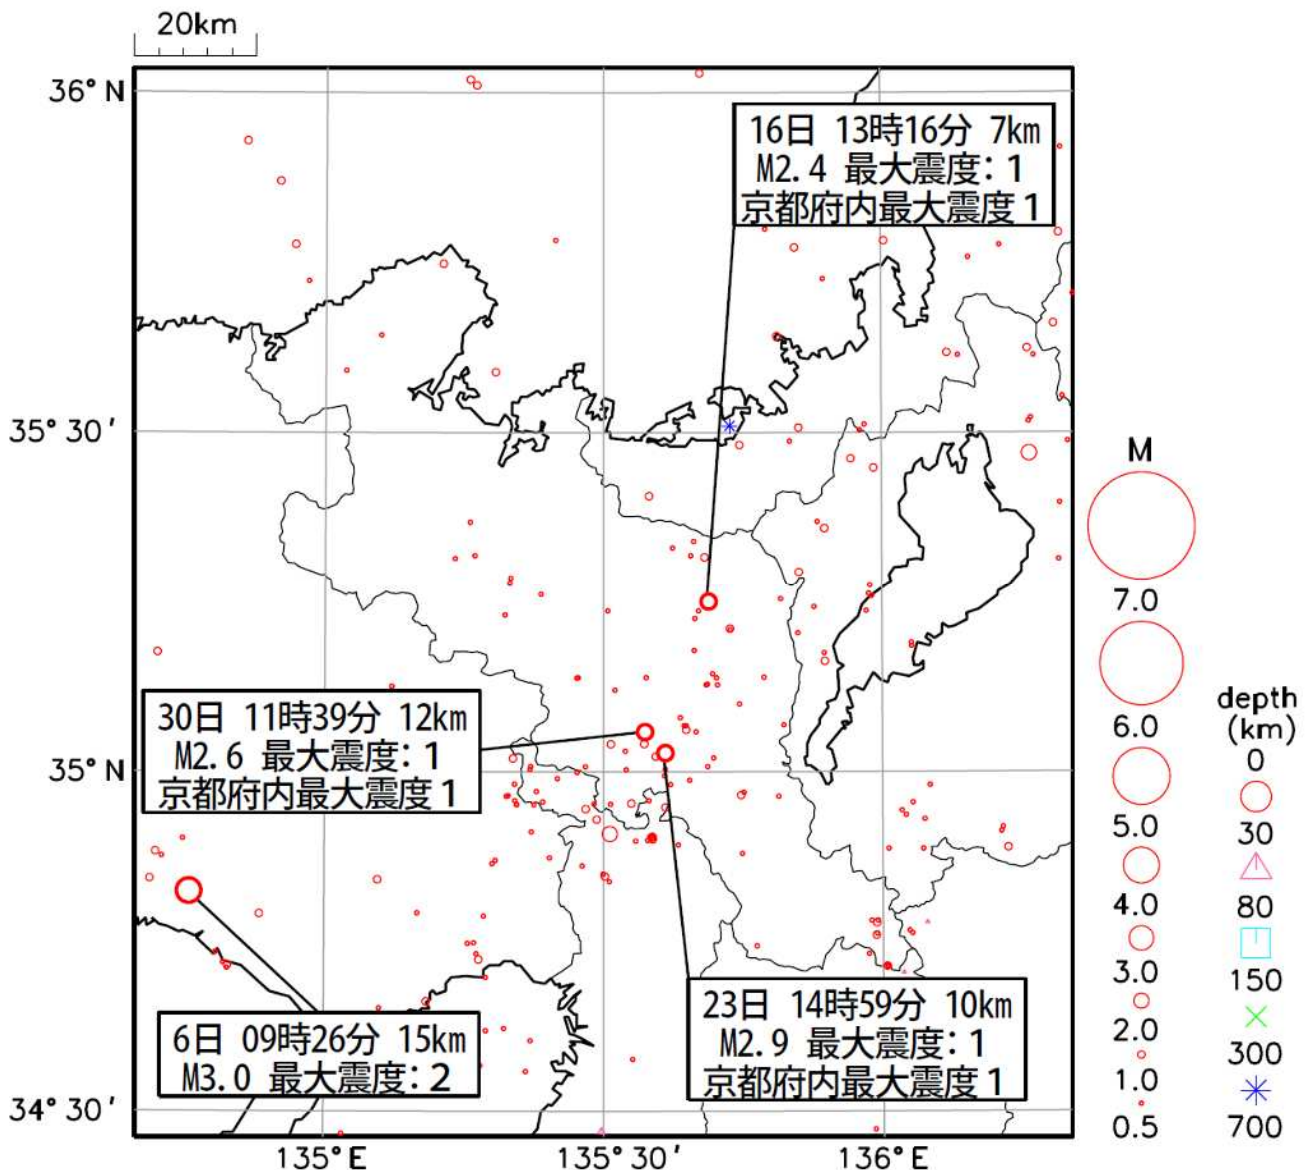 20km
36° N
16日 13時16分 7km
M2.4 最大震度：1
京都府内最大震度1
35° 30′
30日 11時39分 12km
M2.6 最大震度：1
京都府内最大震度1
35° N
6日 09時26分 15km
M3.0 最大震度：2
23日 14時59分 10km
M2.9 最大震度：1
京都府内最大震度1
34° 30′
135° E
135° 30′
136° E
M
7.0
6.0
5.0
4.0
3.0
2.0
1.0
0.5
depth
(km)
0
30
80
150
300
700